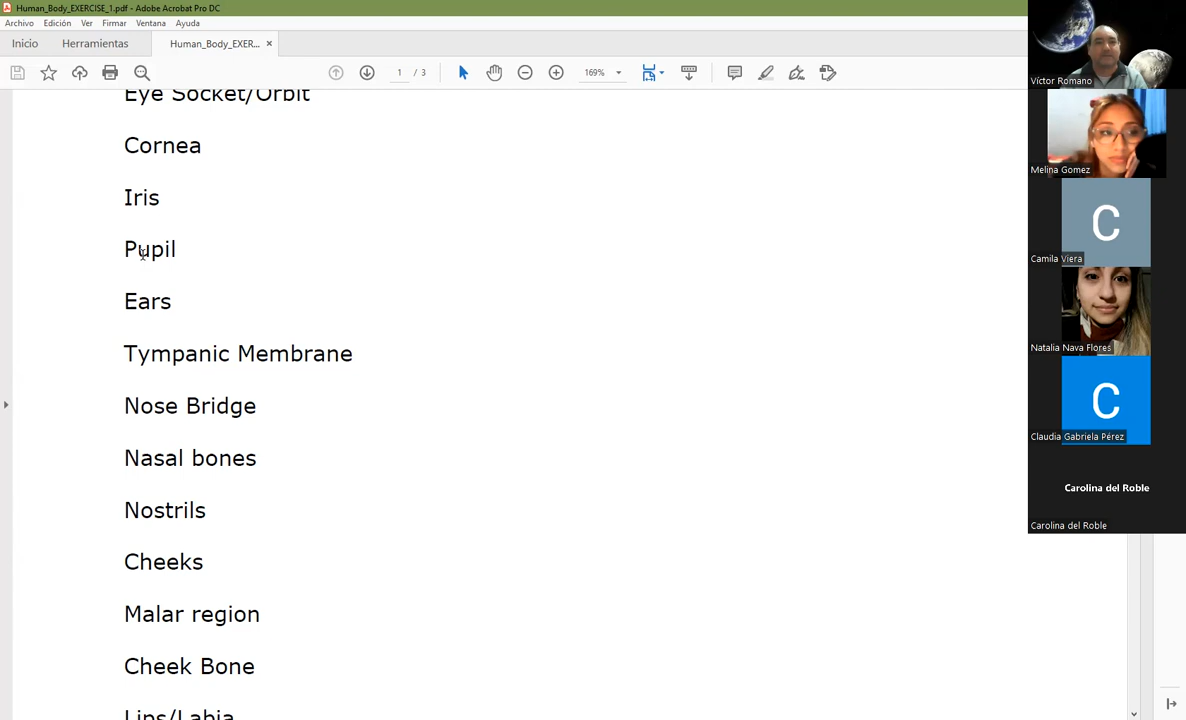 Human_Body_EXERCISE_1.pdf - Adobe Acrobat Pro DC
Archivo Edición Ver Firmar Ventana Ayuda
Inicio Herramientas Human_Body_EXER... ×
1 / 3 169%
Eye Socket/Orbit
Cornea
Iris
Pupil
Ears
Tympanic Membrane
Nose Bridge
Nasal bones
Nostrils
Cheeks
Malar region
Cheek Bone
Lips/Labia
Víctor Romano
Melina Gomez
C
Camila Viera
Natalia Nava Flores
C
Claudia Gabriela Pérez
Carolina del Roble
Carolina del Roble